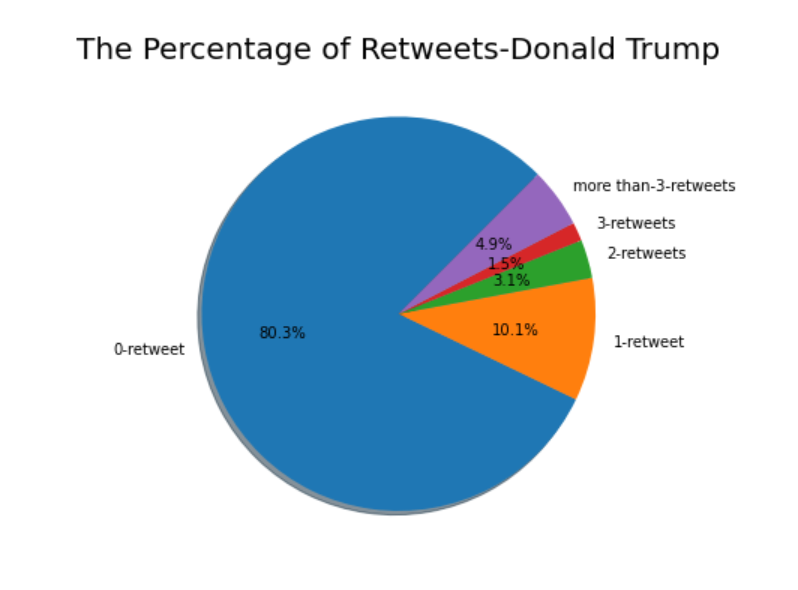 The Percentage of Retweets-Donald Trump
more than-3-retweets
3-retweets
4.9%
2-retweets
1.5%
3.1%
10.1%
80.3%
1-retweet
0-retweet